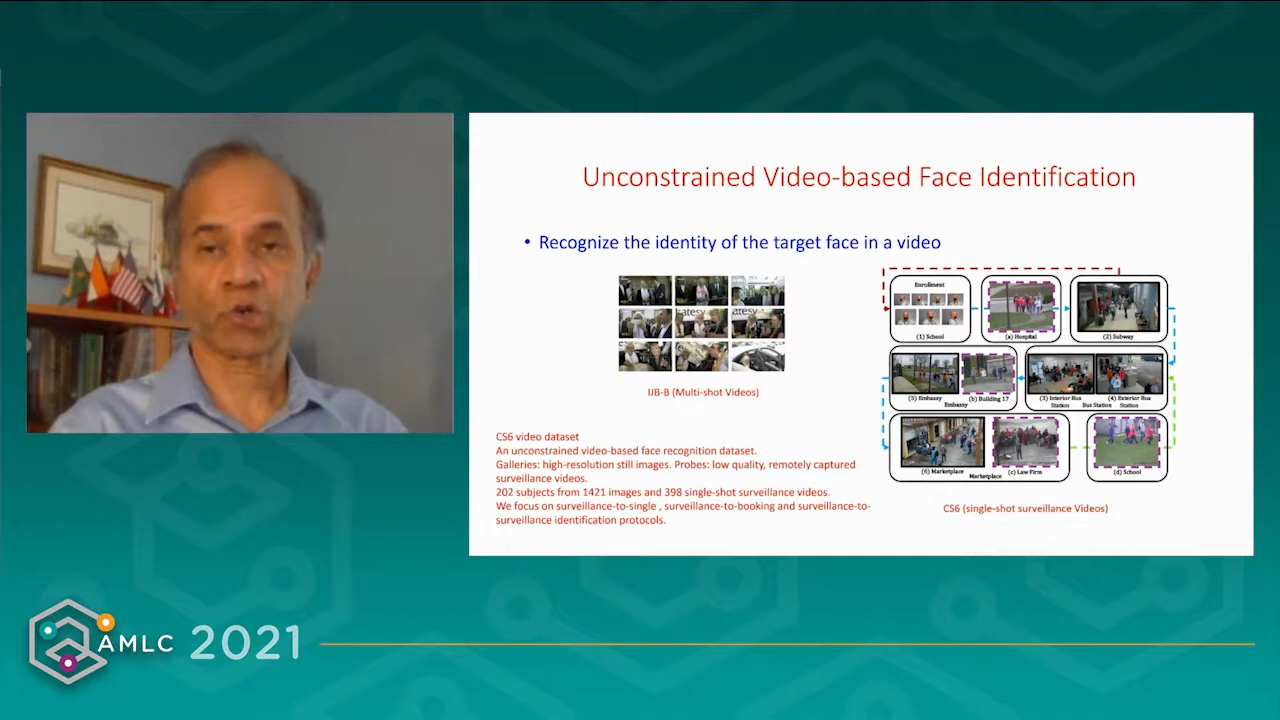 Unconstrained Video-based Face Identification
• Recognize the identity of the target face in a video
IJB-B (Multi-shot Videos)
CS6 video dataset
An unconstrained video-based face recognition dataset.
Galleries: high-resolution still images. Probes: low quality, remotely captured
surveillance videos.
202 subjects from 1421 images and 398 single-shot surveillance videos.
We focus on surveillance-to-single , surveillance-to-booking and surveillance-to-
surveillance identification protocols.
Enrollment
(1) School
(a) Hospital
(2) Subway
(5) Embassy
(b) Building 17
Embassy
(3) Interior Bus
Station
(4) Exterior Bus
Station
Bus Station
(6) Marketplace
(c) Law Firm
Marketplace
(d) School
CS6 (single-shot surveillance Videos)
AMLC 2021